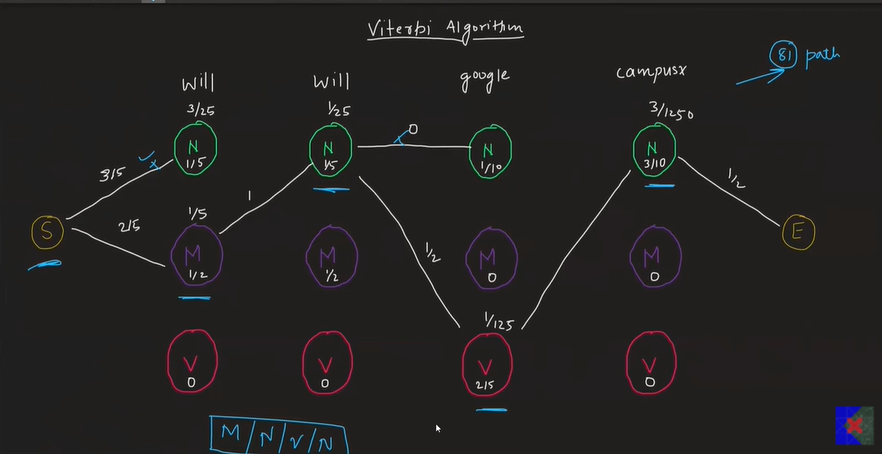 Viterbi Algorithm
81 path
Will Will google campusx
3/25 1/25 3/1250
0
N 1/5 N 1/5 N 1/10 N 3/10
3/5 x x
1 1/2
S 2/5 1/5 1/2 E
M 1/2 M 1/2 M 0 M 0
1/125
V 0 V 0 V 2/5 V 0
M N V N